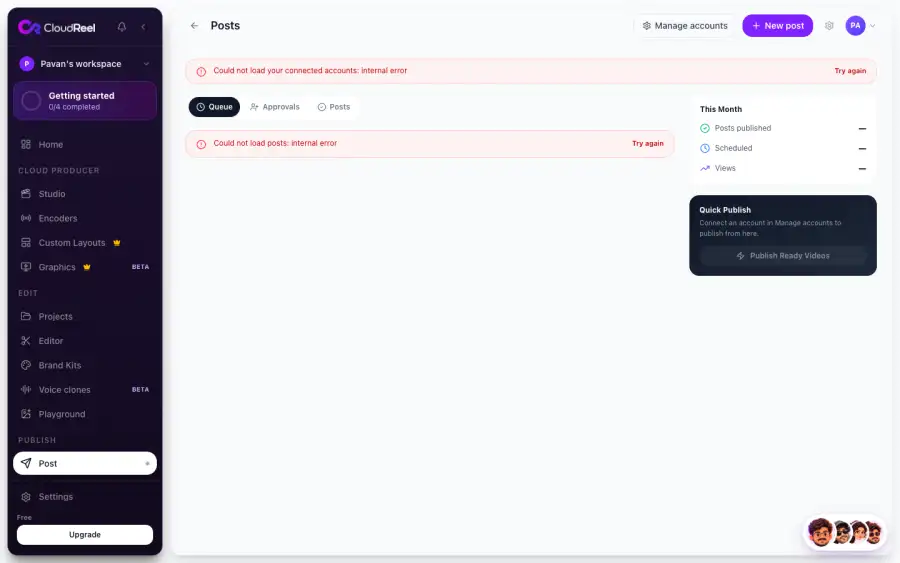 CloudReel
P Pavan's workspace
Getting started
0/4 completed
Home
CLOUD PRODUCER
Studio
Encoders
Custom Layouts
Graphics BETA
EDIT
Projects
Editor
Brand Kits
Voice clones BETA
Playground
PUBLISH
Post
Settings
Free
Upgrade
Posts
Manage accounts
+ New post
PA
Could not load your connected accounts: internal error Try again
Queue Approvals Posts
Could not load posts: internal error Try again
This Month
Posts published —
Scheduled —
Views —
Quick Publish
Connect an account in Manage accounts to
publish from here.
Publish Ready Videos